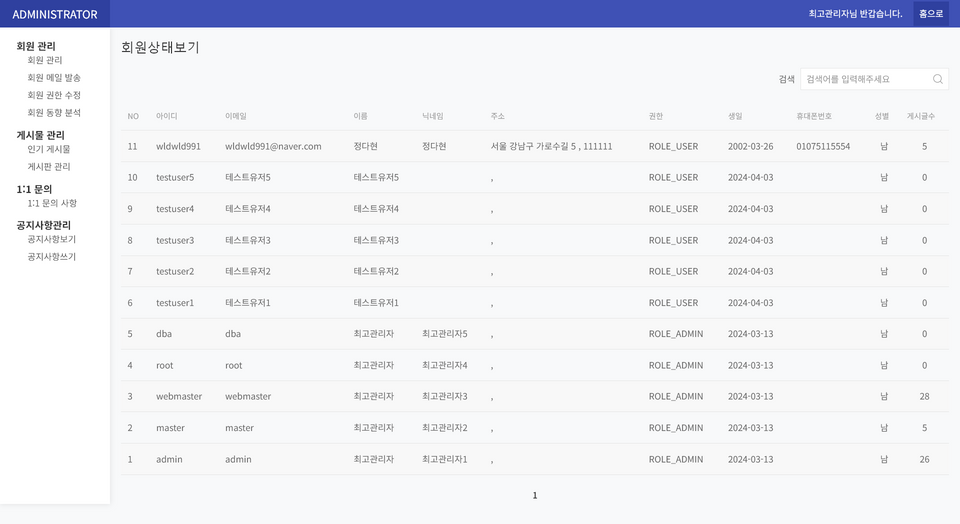 ADMINISTRATOR 최고관리자님 반갑습니다. 홈으로
회원 관리
회원 관리
회원 메일 발송
회원 권한 수정
회원 동향 분석
게시물 관리
인기 게시물
게시판 관리
1:1 문의
1:1 문의 사항
공지사항관리
공지사항보기
공지사항쓰기
회원상태보기
검색 검색어를 입력해주세요
NO 아이디 이메일 이름 닉네임 주소 권한 생일 휴대폰번호 성별 게시글수
11 wldwld991 wldwld991@naver.com 정다현 정다현 서울 강남구 가로수길 5 , 111111 ROLE_USER 2002-03-26 01075115554 남 5
10 testuser5 테스트유저5 테스트유저5 , ROLE_USER 2024-04-03 남 0
9 testuser4 테스트유저4 테스트유저4 , ROLE_USER 2024-04-03 남 0
8 testuser3 테스트유저3 테스트유저3 , ROLE_USER 2024-04-03 남 0
7 testuser2 테스트유저2 테스트유저2 , ROLE_USER 2024-04-03 남 0
6 testuser1 테스트유저1 테스트유저1 , ROLE_USER 2024-04-03 남 0
5 dba dba 최고관리자 최고관리자5 , ROLE_ADMIN 2024-03-13 남 0
4 root root 최고관리자 최고관리자4 , ROLE_ADMIN 2024-03-13 남 0
3 webmaster webmaster 최고관리자 최고관리자3 , ROLE_ADMIN 2024-03-13 남 28
2 master master 최고관리자 최고관리자2 , ROLE_ADMIN 2024-03-13 남 5
1 admin admin 최고관리자 최고관리자1 , ROLE_ADMIN 2024-03-13 남 26
1